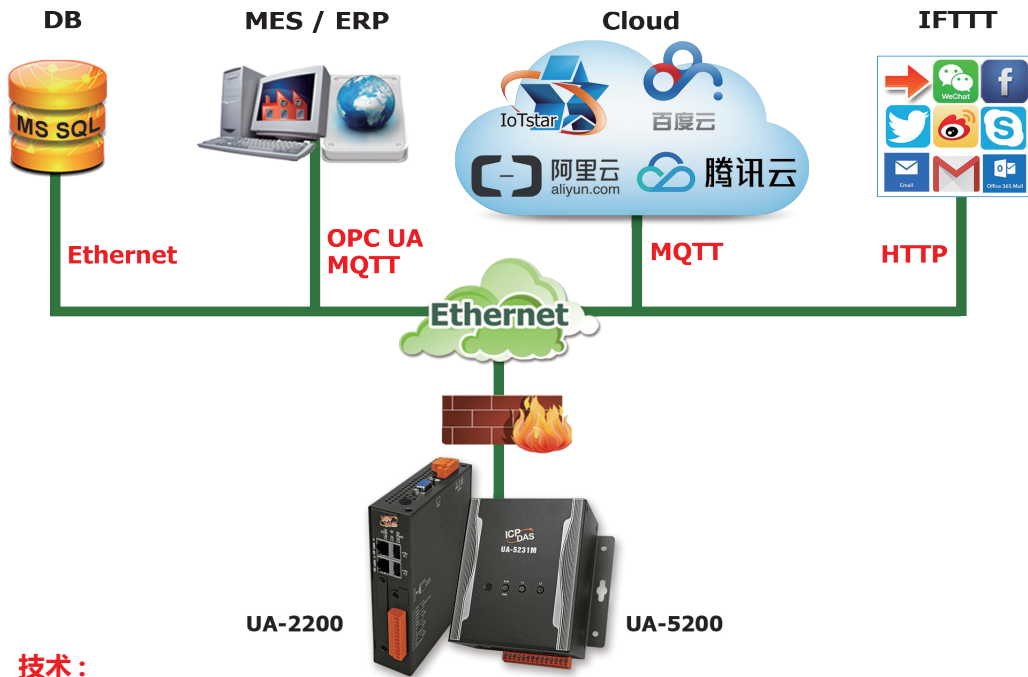 DB
MES / ERP
Cloud
IFTTT
MS SQL
IoTstar
百度云
阿里云
aliyun.com
腾讯云
WeChat
Email
Office 365 Mail
Ethernet
OPC UA
MQTT
MQTT
HTTP
Ethernet
ICP DAS
UA-5231M
UA-2200
UA-5200
技术 :